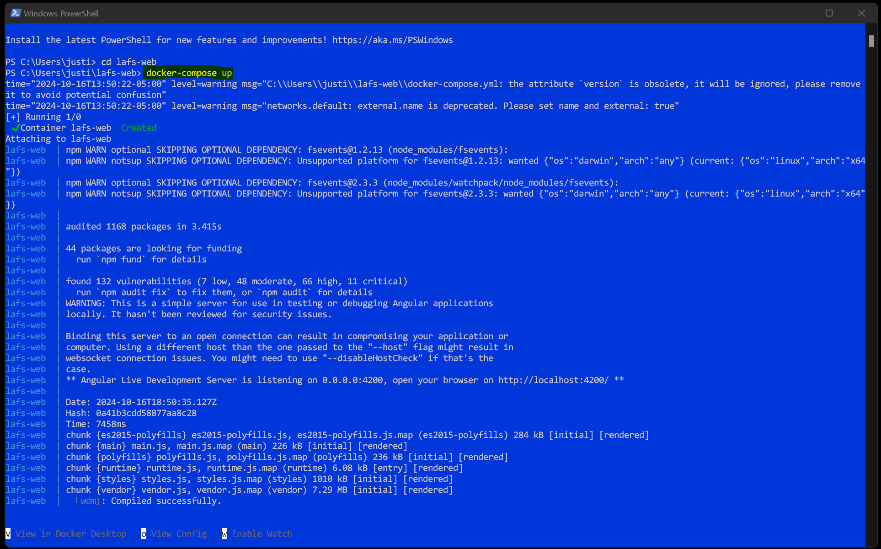 Windows PowerShell
Install the latest PowerShell for new features and improvements! https://aka.ms/PSWindows
PS C:\Users\justi> cd lafs-web
PS C:\Users\justi\lafs-web> docker-compose up
time="2024-10-16T13:50:22-05:00" level=warning msg="C:\\Users\\justi\\lafs-web\\docker-compose.yml: the attribute `version` is obsolete, it will be ignored, please remove
it to avoid potential confusion"
time="2024-10-16T13:50:22-05:00" level=warning msg="networks.default: external.name is deprecated. Please set name and external: true"
[+] Running 1/0
✓Container lafs-web  Created
Attaching to lafs-web
lafs-web  | npm WARN optional SKIPPING OPTIONAL DEPENDENCY: fsevents@1.2.13 (node_modules/fsevents):
lafs-web  | npm WARN notsup SKIPPING OPTIONAL DEPENDENCY: Unsupported platform for fsevents@1.2.13: wanted {"os":"darwin","arch":"any"} (current: {"os":"linux","arch":"x64
"})
lafs-web  | npm WARN optional SKIPPING OPTIONAL DEPENDENCY: fsevents@2.3.3 (node_modules/watchpack/node_modules/fsevents):
lafs-web  | npm WARN notsup SKIPPING OPTIONAL DEPENDENCY: Unsupported platform for fsevents@2.3.3: wanted {"os":"darwin","arch":"any"} (current: {"os":"linux","arch":"x64"
})
lafs-web  |
lafs-web  | audited 1168 packages in 3.415s
lafs-web  |
lafs-web  | 44 packages are looking for funding
lafs-web  |   run `npm fund` for details
lafs-web  |
lafs-web  | found 132 vulnerabilities (7 low, 48 moderate, 66 high, 11 critical)
lafs-web  |   run `npm audit fix` to fix them, or `npm audit` for details
lafs-web  | WARNING: This is a simple server for use in testing or debugging Angular applications
lafs-web  | locally. It hasn't been reviewed for security issues.
lafs-web  |
lafs-web  | Binding this server to an open connection can result in compromising your application or
lafs-web  | computer. Using a different host than the one passed to the "--host" flag might result in
lafs-web  | websocket connection issues. You might need to use "--disableHostCheck" if that's the
lafs-web  | case.
lafs-web  | ** Angular Live Development Server is listening on 0.0.0.0:4200, open your browser on http://localhost:4200/ **
lafs-web  |
lafs-web  | Date: 2024-10-16T18:50:35.127Z
lafs-web  | Hash: 0a41b3cdd58877aa8c28
lafs-web  | Time: 7458ms
lafs-web  | chunk {es2015-polyfills} es2015-polyfills.js, es2015-polyfills.js.map (es2015-polyfills) 284 kB [initial] [rendered]
lafs-web  | chunk {main} main.js, main.js.map (main) 226 kB [initial] [rendered]
lafs-web  | chunk {polyfills} polyfills.js, polyfills.js.map (polyfills) 236 kB [initial] [rendered]
lafs-web  | chunk {runtime} runtime.js, runtime.js.map (runtime) 6.08 kB [entry] [rendered]
lafs-web  | chunk {styles} styles.js, styles.js.map (styles) 1010 kB [initial] [rendered]
lafs-web  | chunk {vendor} vendor.js, vendor.js.map (vendor) 7.29 MB [initial] [rendered]
lafs-web  | ｢wdm｣: Compiled successfully.
v View in Docker Desktop   o View Config   w Enable Watch